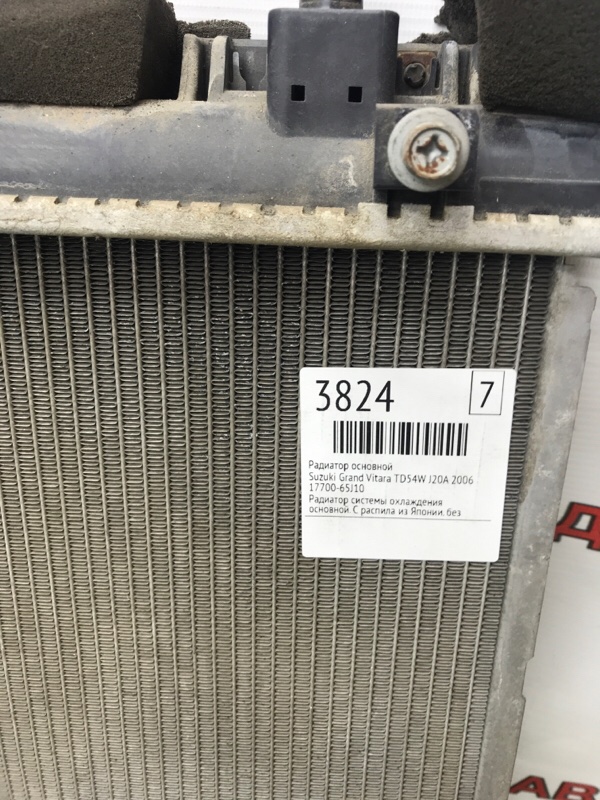 3824
7
Радиатор основной
Suzuki Grand Vitara TD54W J20A 2006
17700-65J10
Радиатор системы охлаждения
основной. С распила из Японии. без
Д
АВ